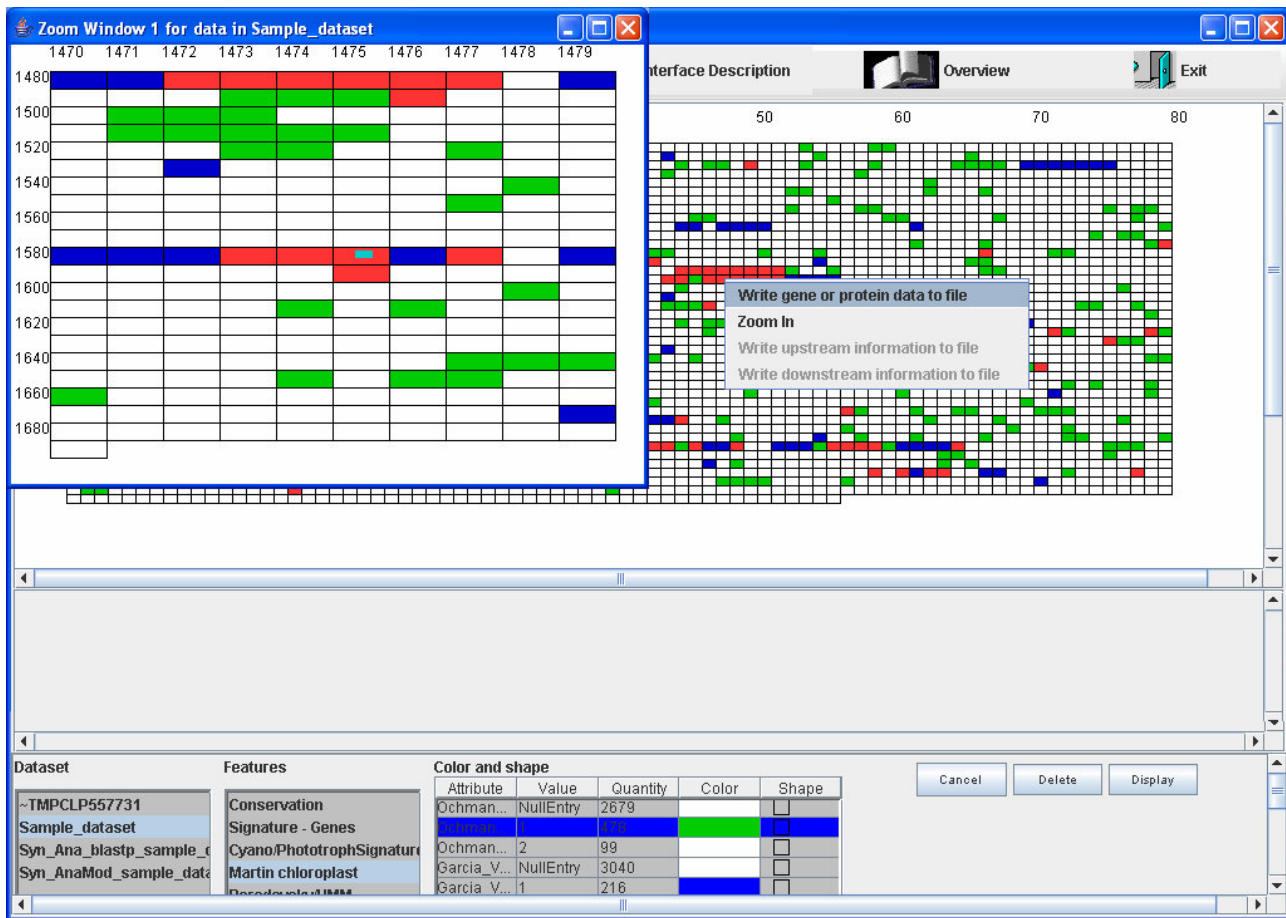 Zoom Window 1 for data in Sample_dataset
1470 1471 1472 1473 1474 1475 1476 1477 1478 1479
1480
1500
1520
1540
1560
1580
1600
1620
1640
1660
1680
nterface Description
Overview
Exit
50 60 70 80
Write gene or protein data to file
Zoom In
Write upstream information to file
Write downstream information to file
Dataset
~TMPCLP557731
Sample_dataset
Syn_Ana_blastp_sample_d
Syn_AnaMod_sample_data
Features
Conservation
Signature - Genes
Cyano/PhototrophSignature
Martin chloroplast
Color and shape
Attribute Value Quantity Color Shape
Ochman... NullEntry 2679
Ochman... 1 478
Ochman... 2 99
Garcia_V... NullEntry 3040
Garcia_V... 1 216
Cancel
Delete
Display